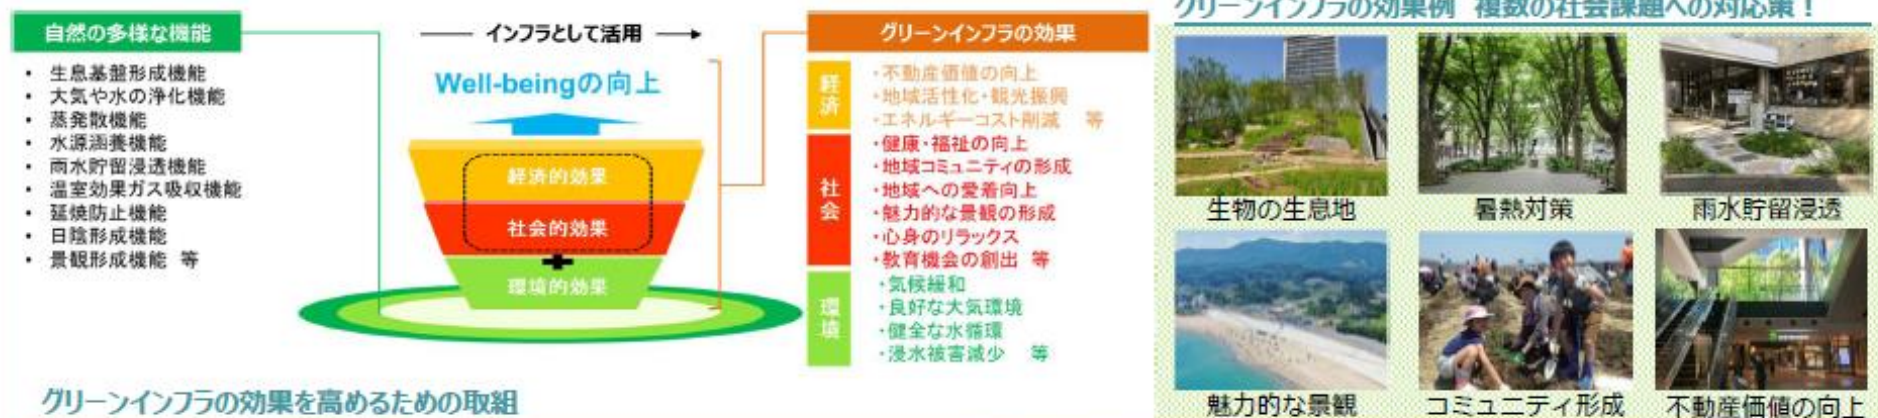 自然の多様な機能
・ 生息基盤形成機能
・ 大気や水の浄化機能
・ 蒸発散機能
・ 水源涵養機能
・ 雨水貯留浸透機能
・ 温室効果ガス吸収機能
・ 延焼防止機能
・ 日陰形成機能
・ 景観形成機能 等
インフラとして活用
Well-beingの向上
経済的効果
社会的効果
+
環境的効果
グリーンインフラの効果
経済
・不動産価値の向上
・地域活性化・観光振興
・エネルギーコスト削減 等
社会
・健康・福祉の向上
・地域コミュニティの形成
・地域への愛着向上
・魅力的な景観の形成
・心身のリラックス
・教育機会の創出 等
環境
・気候緩和
・良好な大気環境
・健全な水循環
・浸水被害減少 等
グリーンインフラの効果例 複数の社会課題への対応策！
生物の生息地
暑熱対策
雨水貯留浸透
魅力的な景観
コミュニティ形成
不動産価値の向上
グリーンインフラの効果を高めるための取組